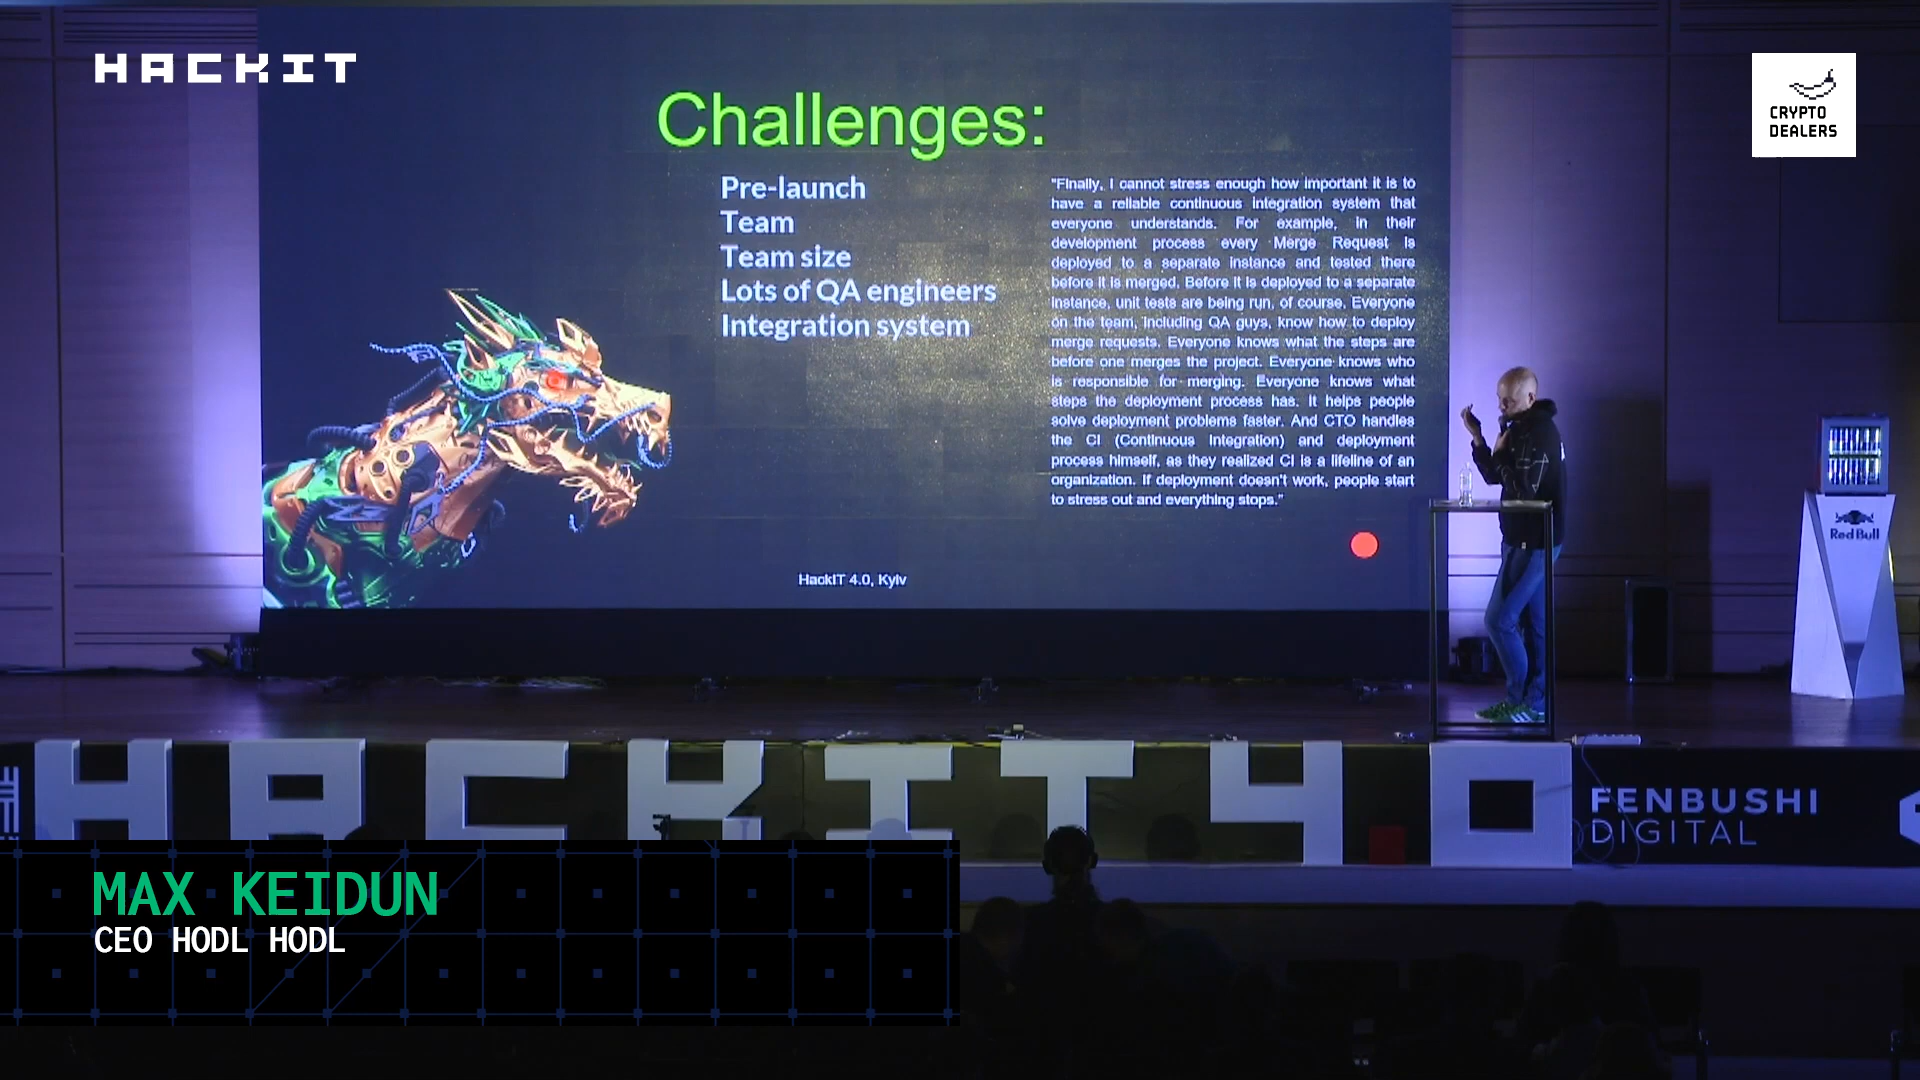 HACKIT
CRYPTO
DEALERS
Challenges:
Pre-launch
Team
Team size
Lots of QA engineers
Integration system
"Finally, I cannot stress enough how important it is to
have a reliable continuous integration system that
everyone understands. For example, in their
development process every Merge Request is
deployed to a separate instance and tested there
before it is merged. Before it is deployed to a separate
instance, unit tests are being run, of course. Everyone
on the team, including QA guys, know how to deploy
merge requests. Everyone knows what the steps are
before one merges the project. Everyone knows who
is responsible for merging. Everyone knows what
steps the deployment process has. It helps people
solve deployment problems faster. And CTO handles
the CI (Continuous Integration) and deployment
process himself, as they realized CI is a lifeline of an
organization. If deployment doesn't work, people start
to stress out and everything stops."
HackIT 4.0, Kyiv
Red Bull
HACKIT 4.0
FENBUSHI
DIGITAL
MAX KEIDUN
CEO HODL HODL